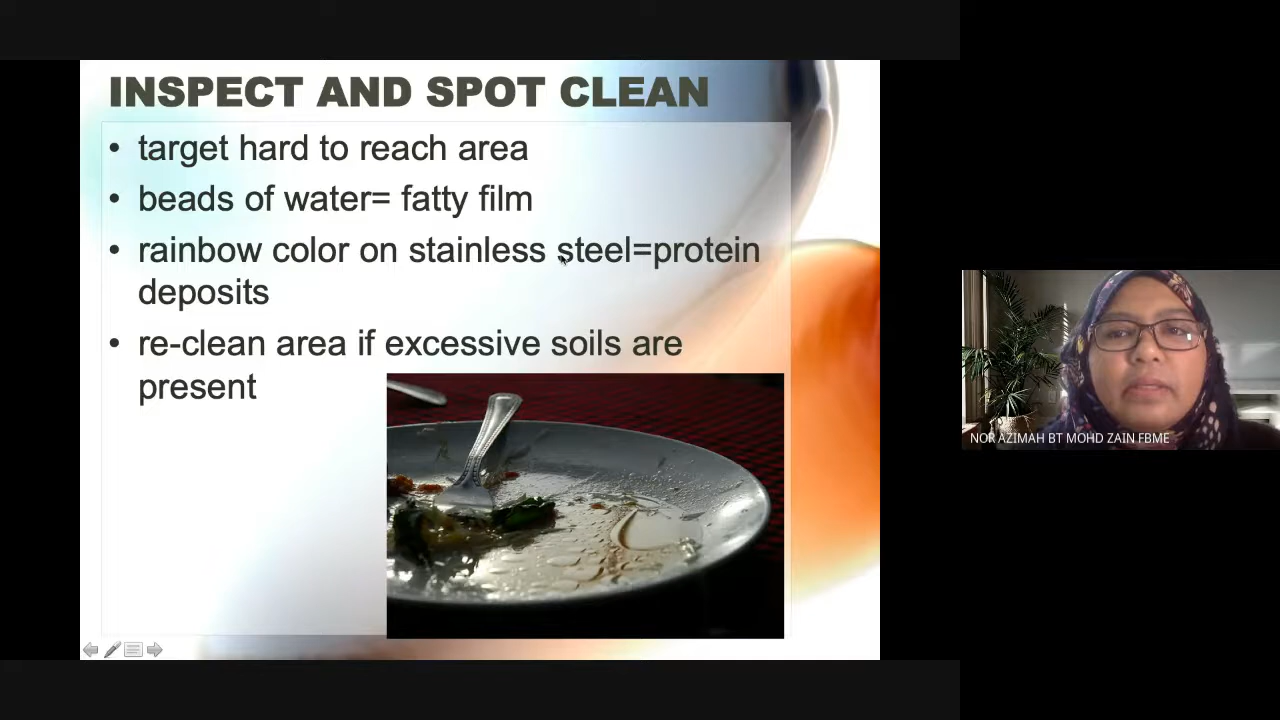 INSPECT AND SPOT CLEAN
• target hard to reach area
• beads of water= fatty film
• rainbow color on stainless steel=protein
deposits
• re-clean area if excessive soils are
present
NOR AZIMAH BT MOHD ZAIN FBME